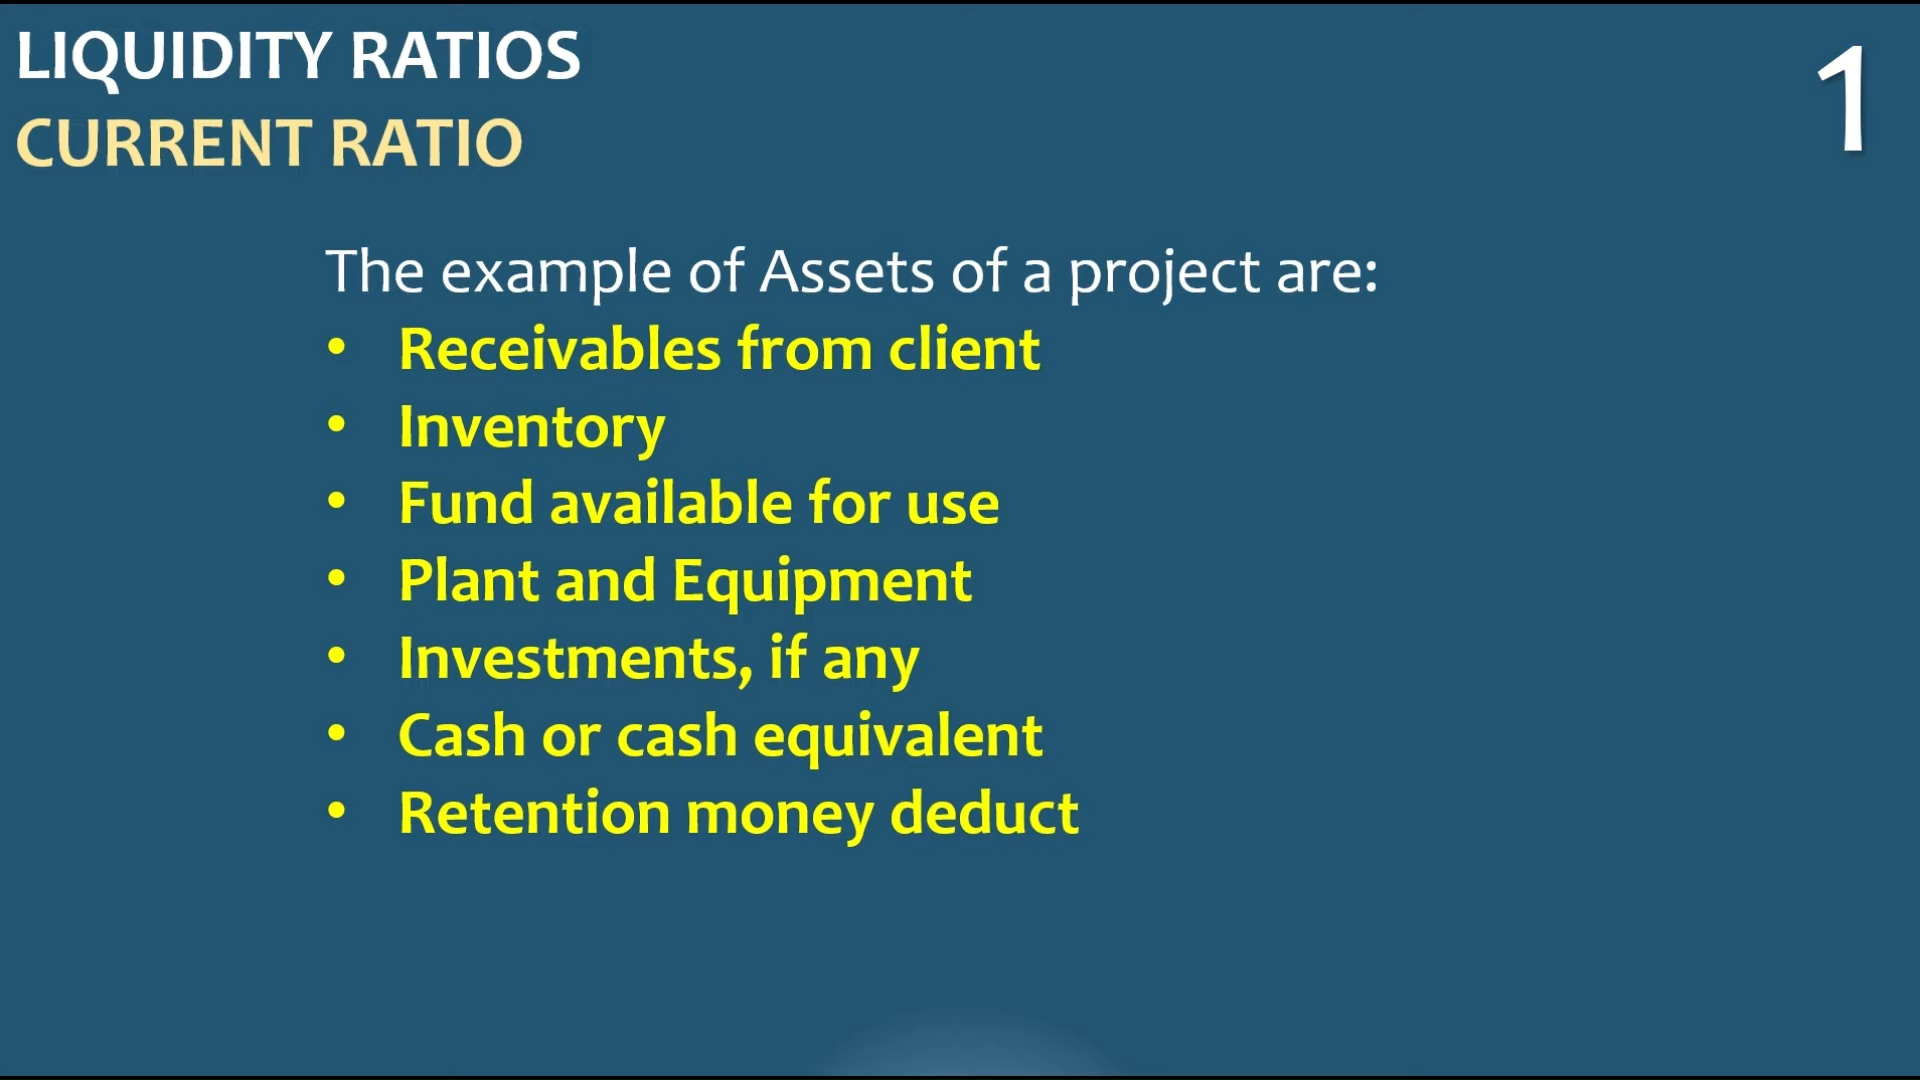 LIQUIDITY RATIOS
CURRENT RATIO
1
The example of Assets of a project are:
• Receivables from client
• Inventory
• Fund available for use
• Plant and Equipment
• Investments, if any
• Cash or cash equivalent
• Retention money deduct